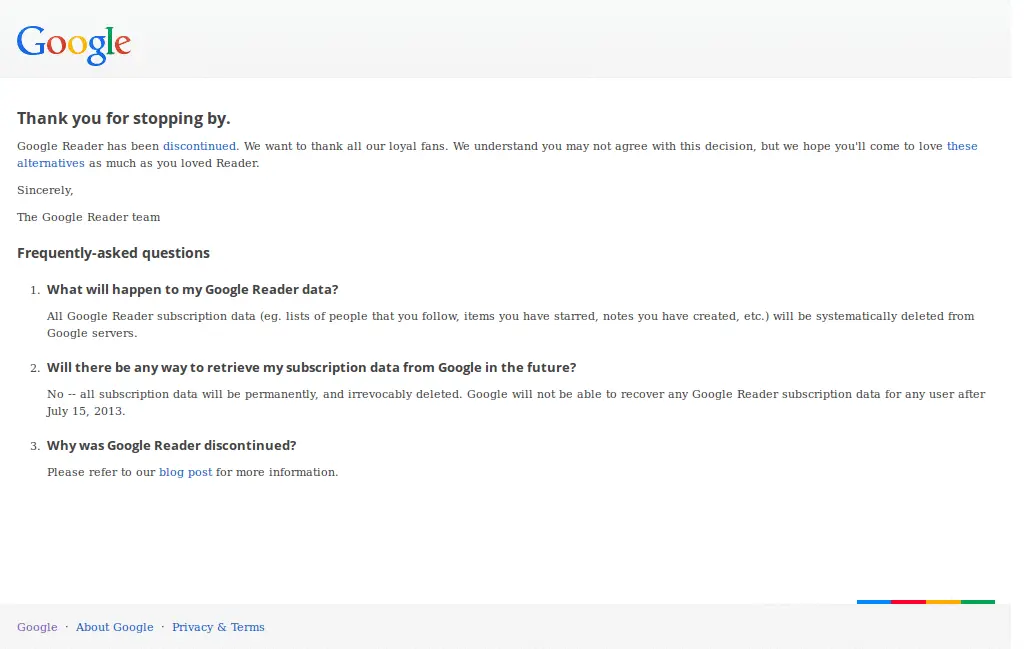 Google
Thank you for stopping by.
Google Reader has been discontinued. We want to thank all our loyal fans. We understand you may not agree with this decision, but we hope you'll come to love these
alternatives as much as you loved Reader.
Sincerely,
The Google Reader team
Frequently-asked questions
1. What will happen to my Google Reader data?
All Google Reader subscription data (eg. lists of people that you follow, items you have starred, notes you have created, etc.) will be systematically deleted from
Google servers.
2. Will there be any way to retrieve my subscription data from Google in the future?
No -- all subscription data will be permanently, and irrevocably deleted. Google will not be able to recover any Google Reader subscription data for any user after
July 15, 2013.
3. Why was Google Reader discontinued?
Please refer to our blog post for more information.
Google · About Google · Privacy & Terms